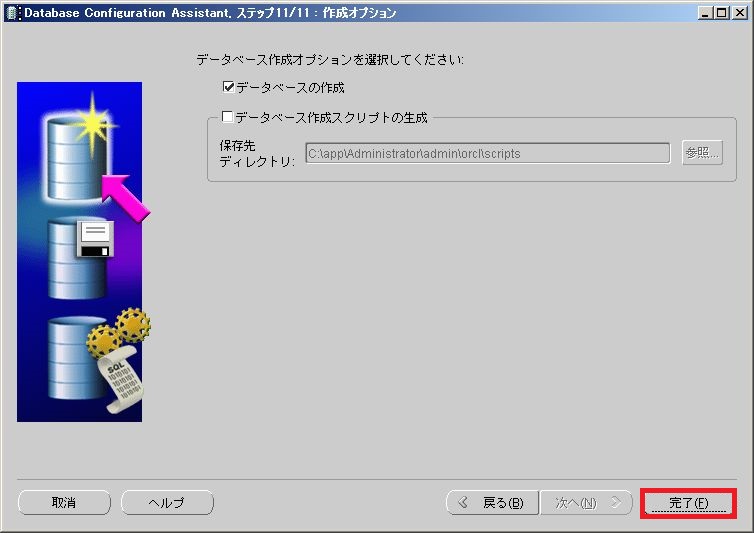 Database Configuration Assistant, ステップ11/11 : 作成オプション
データベース作成オプションを選択してください:
データベースの作成
データベース作成スクリプトの生成
保存先
ディレクトリ:
C:\app\Administrator\admin\orcl\scripts
参照...
SQL
1010101
1010101
1010101
取消
ヘルプ
戻る(B)
次へ(N)
完了(F)